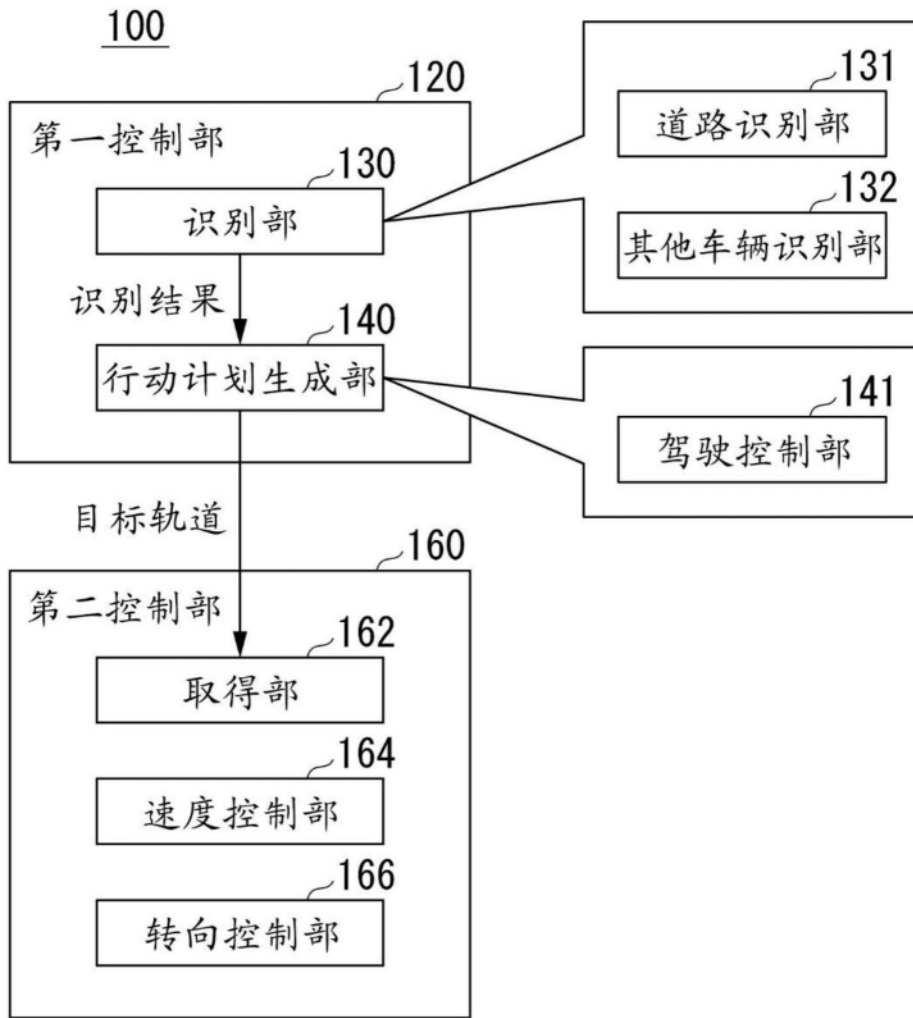 100
120
第一控制部
130
识别部
识别结果
140
行动计划生成部
131
道路识别部
132
其他车辆识别部
141
驾驶控制部
目标轨道
160
第二控制部
162
取得部
164
速度控制部
166
转向控制部